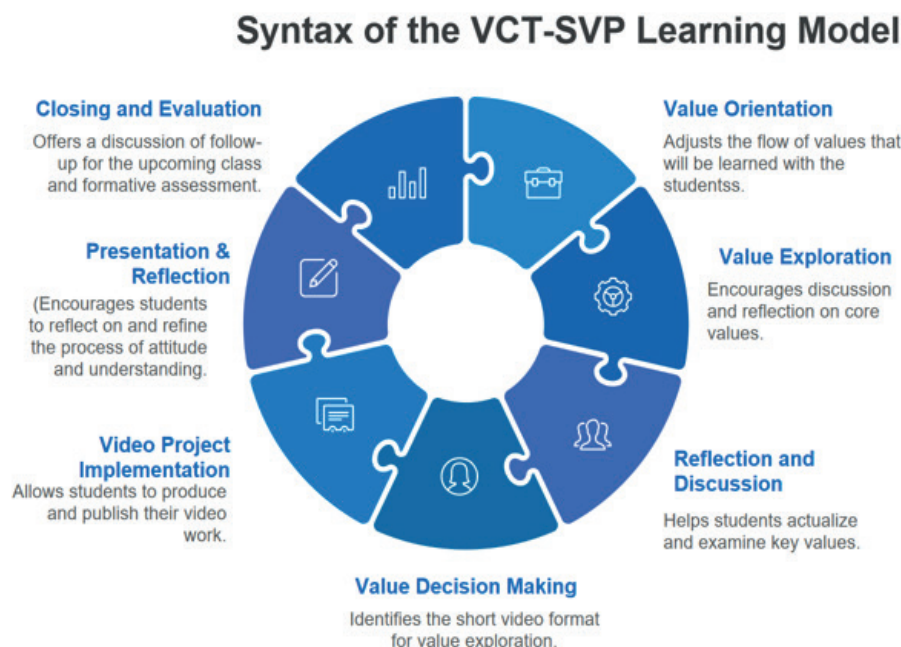 Syntax of the VCT-SVP Learning Model
Value Orientation
Adjusts the flow of values that
will be learned with the
studentss.
Value Exploration
Encourages discussion
and reflection on core
values.
Reflection and
Discussion
Helps students actualize
and examine key values.
Value Decision Making
Identifies the short video format
for value exploration.
Video Project
Implementation
Allows students to produce
and publish their video
work.
Presentation &
Reflection
(Encourages students
to reflect on and refine
the process of attitude
and understanding.
Closing and Evaluation
Offers a discussion of follow-
up for the upcoming class
and formative assessment.